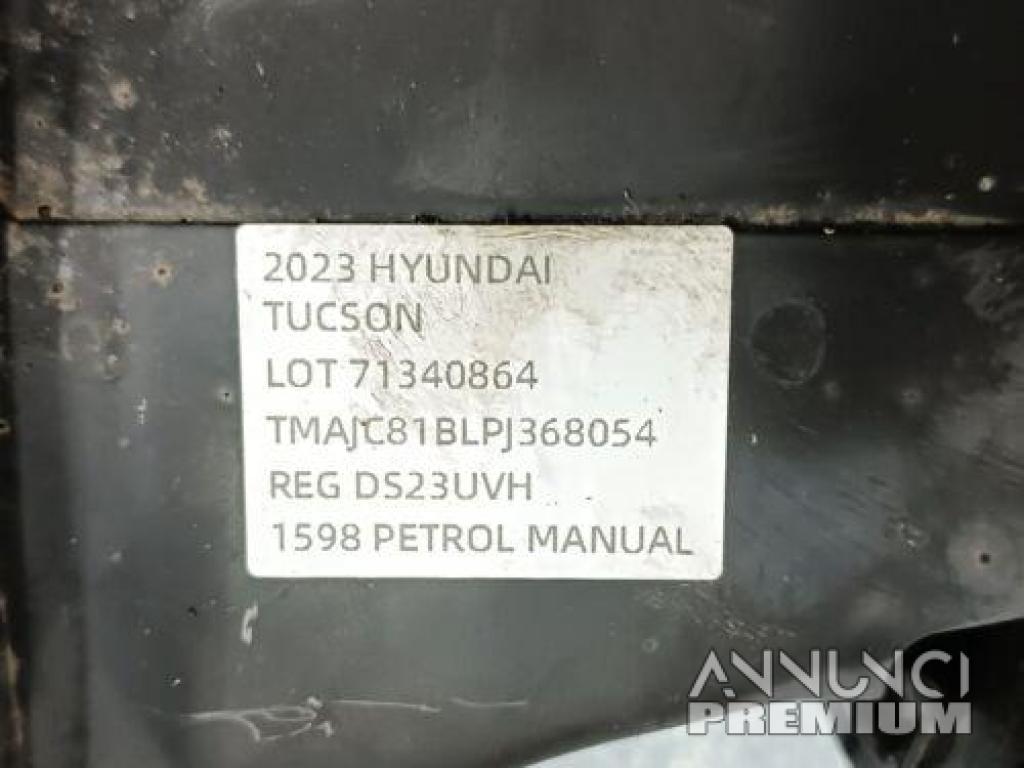 2023 HYUNDAI
TUCSON
LOT 71340864
TMAJC81BLPJ368054
REG DS23UVH
1598 PETROL MANUAL
ANNUNCI
PREMIUM